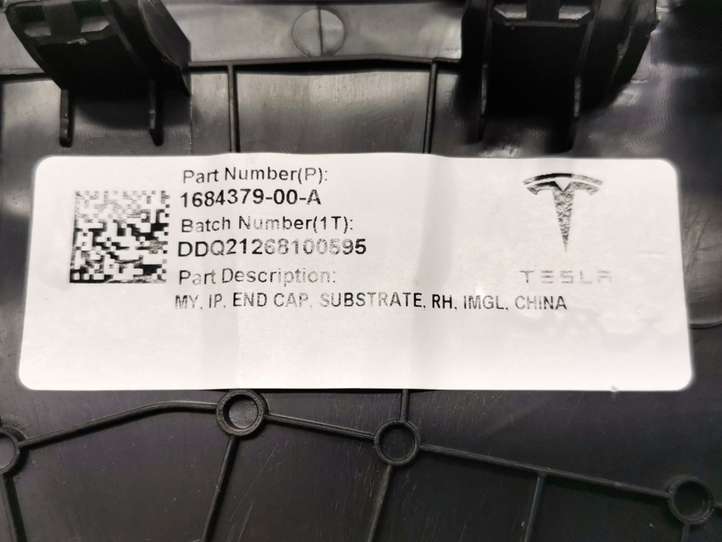 Part Number(P):
1684379-00-A
Batch Number(1T):
DDQ21268100595
Part Description:
MY, IP, END CAP, SUBSTRATE, RH, IMGL, CHINA
TESLA